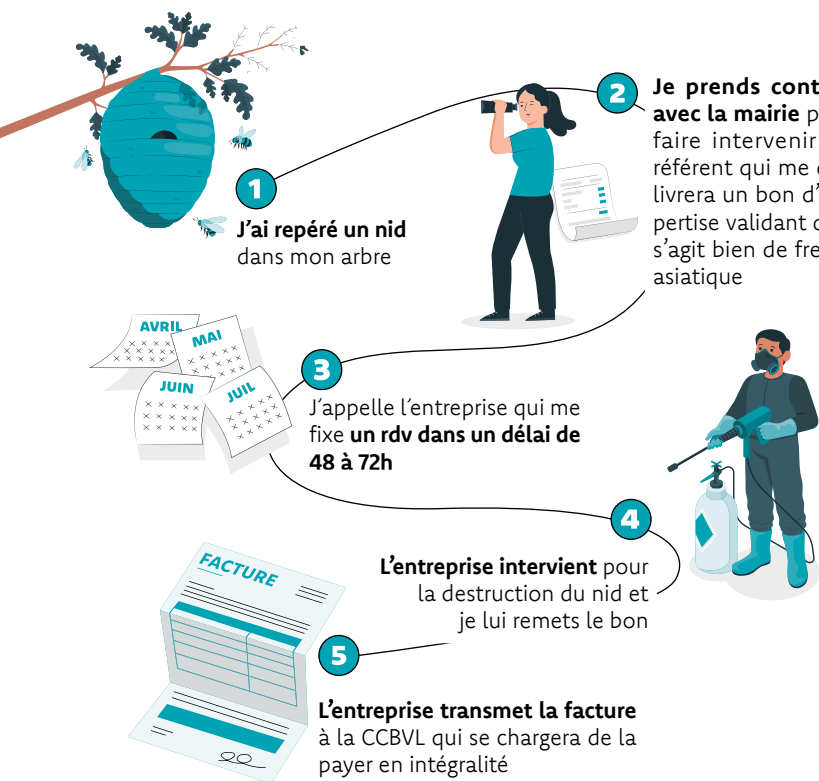 1
J'ai repéré un nid
dans mon arbre
2
Je prends cont
avec la mairie p
faire intervenir
référent qui me d
livrera un bon d'
pertise validant q
s'agit bien de fre
asiatique
AVRIL
MAI
JUIN
JUIL
3
J´appelle l´entreprise qui me
fixe un rdv dans un délai de
48 à 72h
4
L'entreprise intervient pour
la destruction du nid et
je lui remets le bon
FACTURE
5
L'entreprise transmet la facture
à la CCBVL qui se chargera de la
payer en intégralité